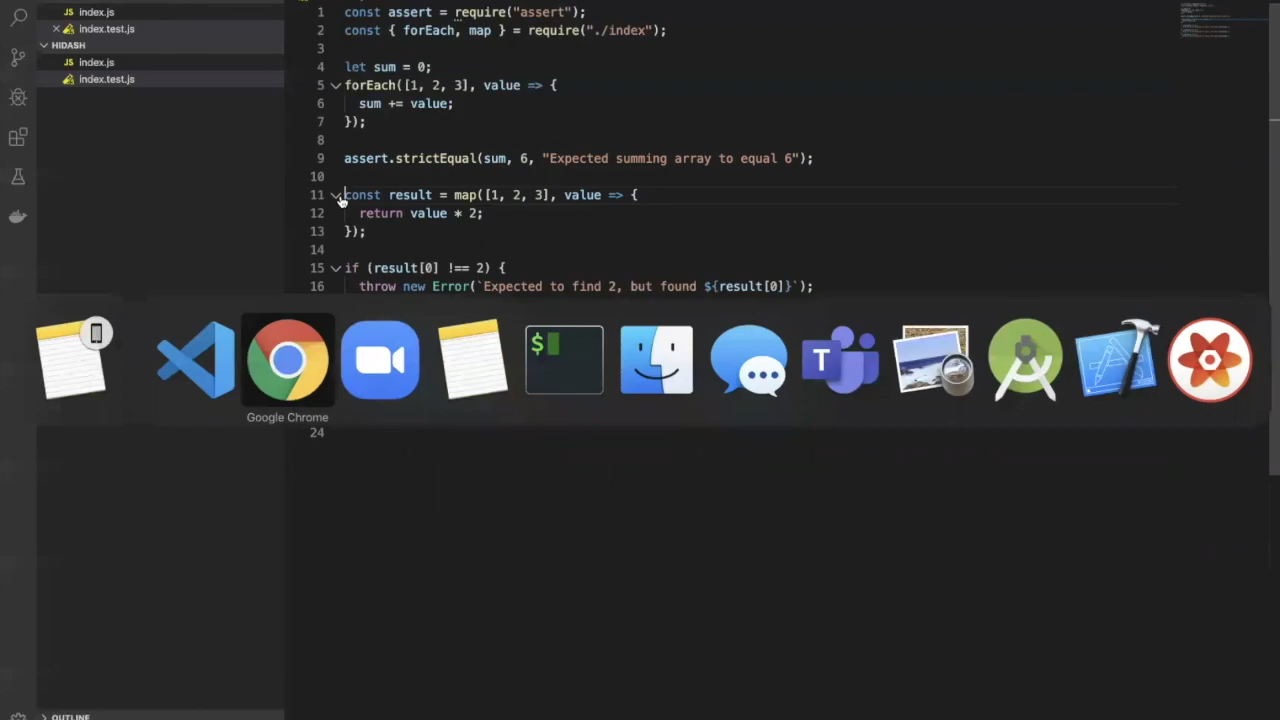 index.js
index.test.js
HIDASH
index.js
index.test.js
1 const assert = require("assert");
2 const { forEach, map } = require("./index");
3
4 let sum = 0;
5 forEach([1, 2, 3], value => {
6 sum += value;
7 });
8
9 assert.strictEqual(sum, 6, "Expected summing array to equal 6");
10
11 const result = map([1, 2, 3], value => {
12 return value * 2;
13 });
14
15 if (result[0] !== 2) {
16 throw new Error(`Expected to find 2, but found ${result[0]}`);
$
T
Google Chrome
24
OUTLINE